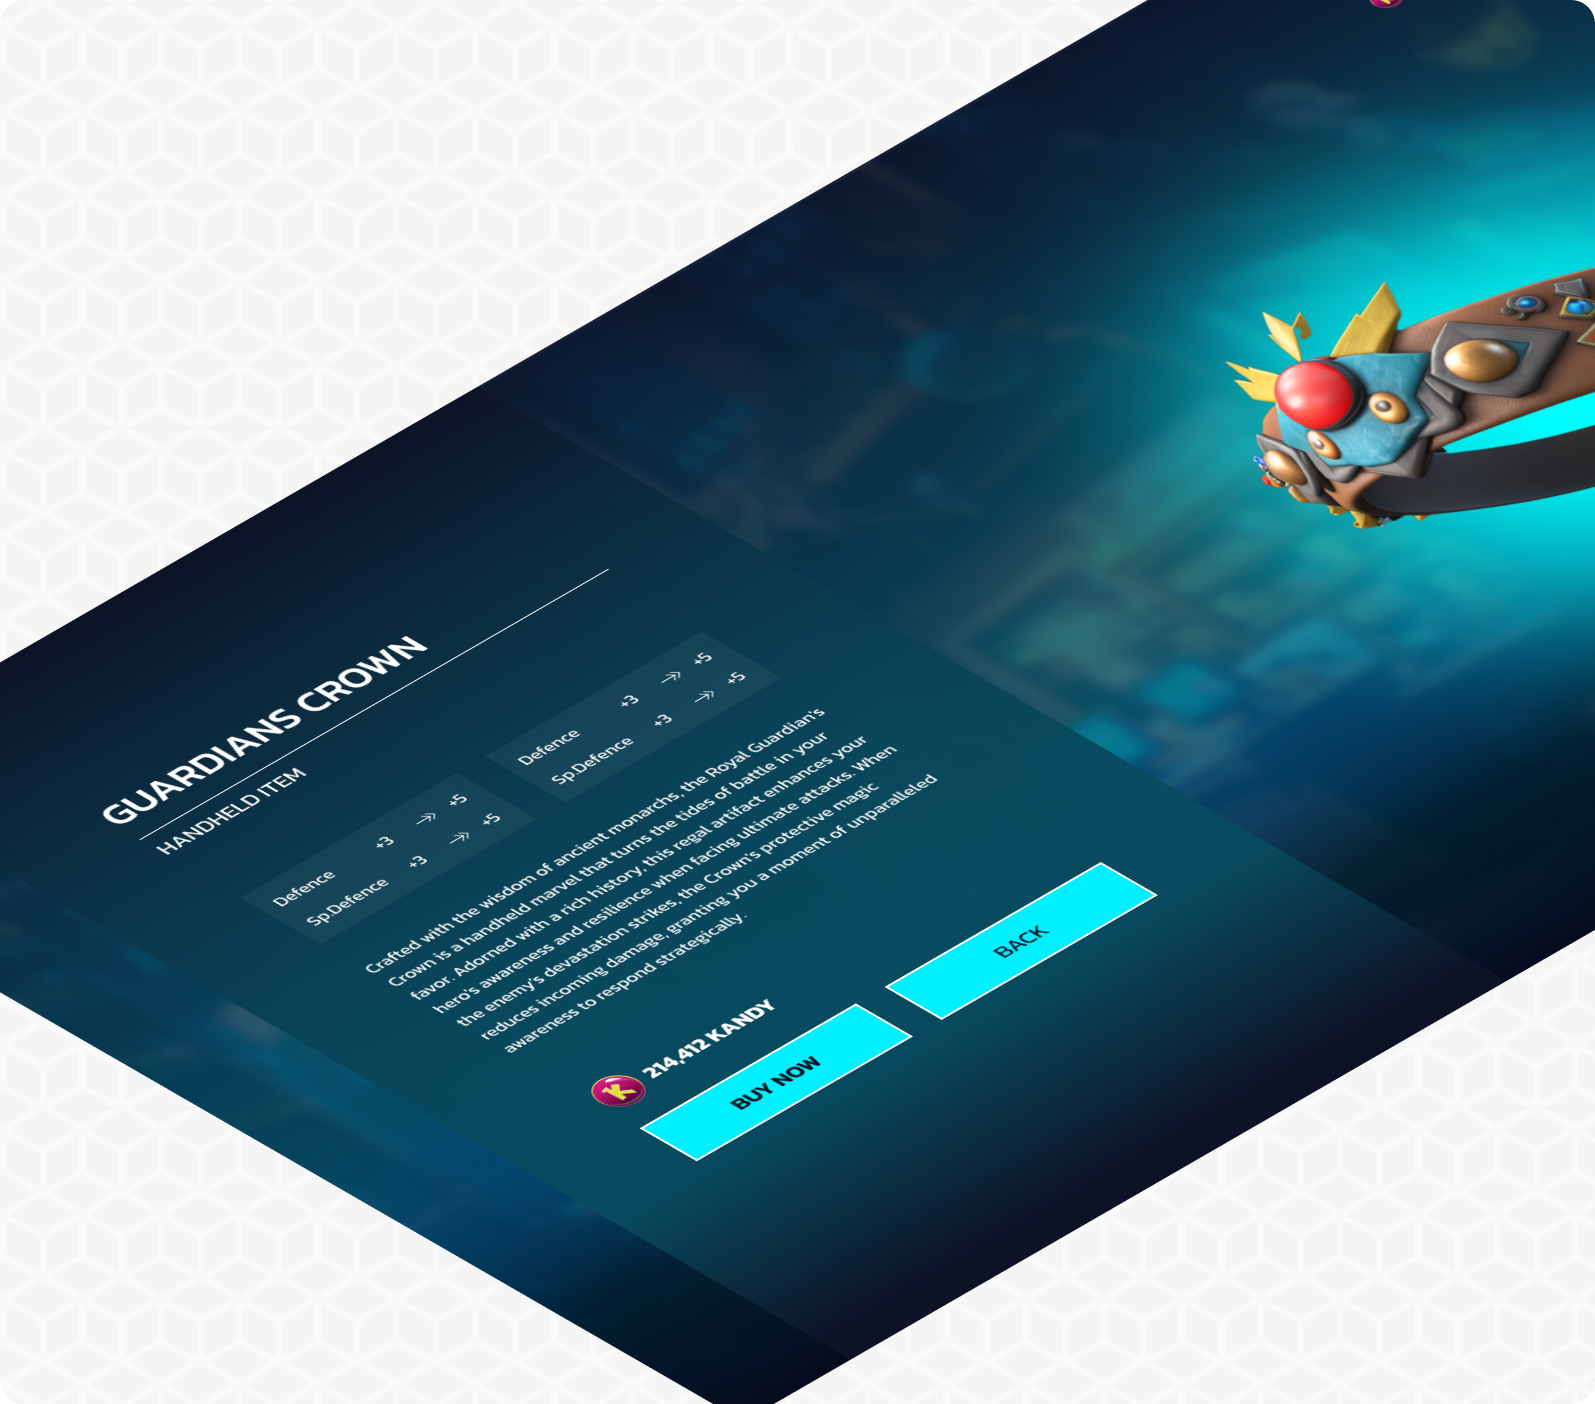 GUARDIANS CROWN
HANDHELD ITEM
Defence +3 +5
Sp.Defence +3 +5
Defence +3 +5
Sp.Defence +3 +5
Crafted with the wisdom of ancient monarchs, the Royal Guardian's
Crown is a handheld marvel that turns the tides of battle in your
favor. Adorned with a rich history, this regal artifact enhances your
hero's awareness and resilience when facing ultimate attacks. When
the enemy's devastation strikes, the Crown's protective magic
reduces incoming damage, granting you a moment of unparalleled
awareness to respond strategically.
K
214,412 KANDY
BUY NOW
BACK